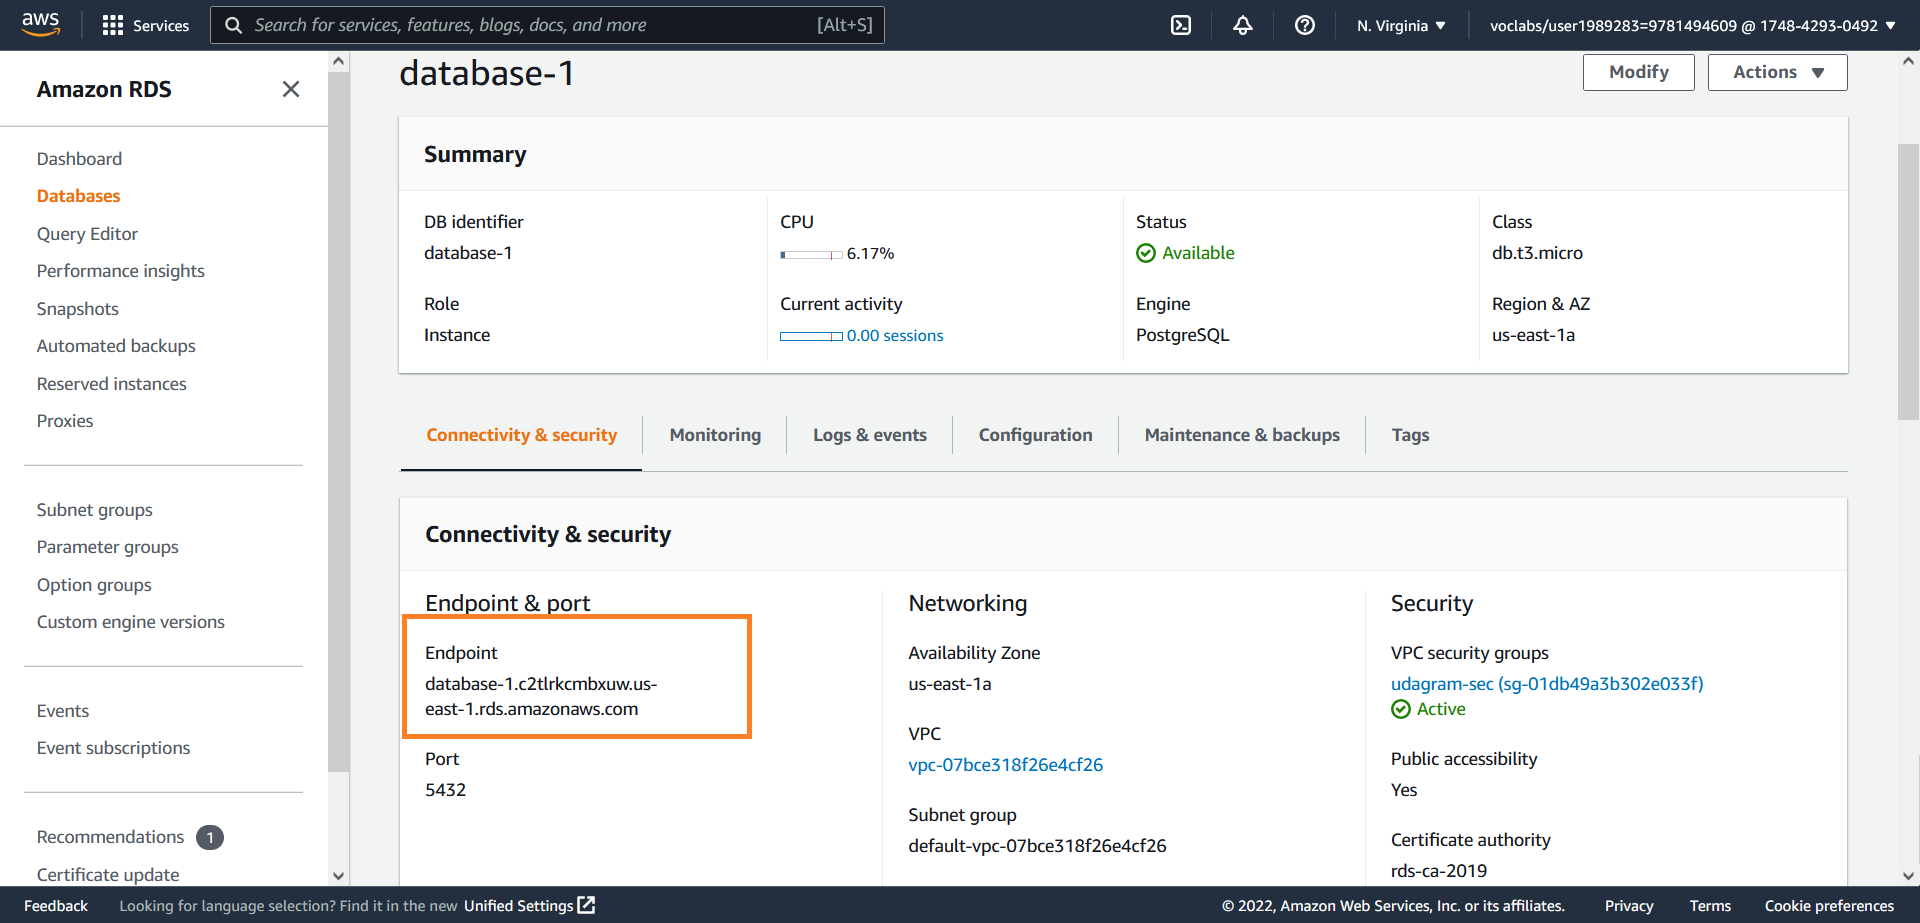 aws
Services
Search for services, features, blogs, docs, and more
[Alt+S]
N. Virginia
voclabs/user1989283=9781494609 @ 1748-4293-0492
Amazon RDS
Dashboard
Databases
Query Editor
Performance insights
Snapshots
Automated backups
Reserved instances
Proxies
Subnet groups
Parameter groups
Option groups
Custom engine versions
Events
Event subscriptions
Recommendations 1
Certificate update
database-1
Modify
Actions
Summary
DB identifier
database-1
CPU
6.17%
Status
Available
Class
db.t3.micro
Role
Instance
Current activity
0.00 sessions
Engine
PostgreSQL
Region & AZ
us-east-1a
Connectivity & security
Monitoring
Logs & events
Configuration
Maintenance & backups
Tags
Connectivity & security
Endpoint & port
Endpoint
database-1.c2tlrkcmbxuw.us-
east-1.rds.amazonaws.com
Port
5432
Networking
Availability Zone
us-east-1a
VPC
vpc-07bce318f26e4cf26
Subnet group
default-vpc-07bce318f26e4cf26
Security
VPC security groups
udagram-sec (sg-01db49a3b302e033f)
Active
Public accessibility
Yes
Certificate authority
rds-ca-2019
Feedback
Looking for language selection? Find it in the new Unified Settings
© 2022, Amazon Web Services, Inc. or its affiliates.
Privacy
Terms
Cookie preferences